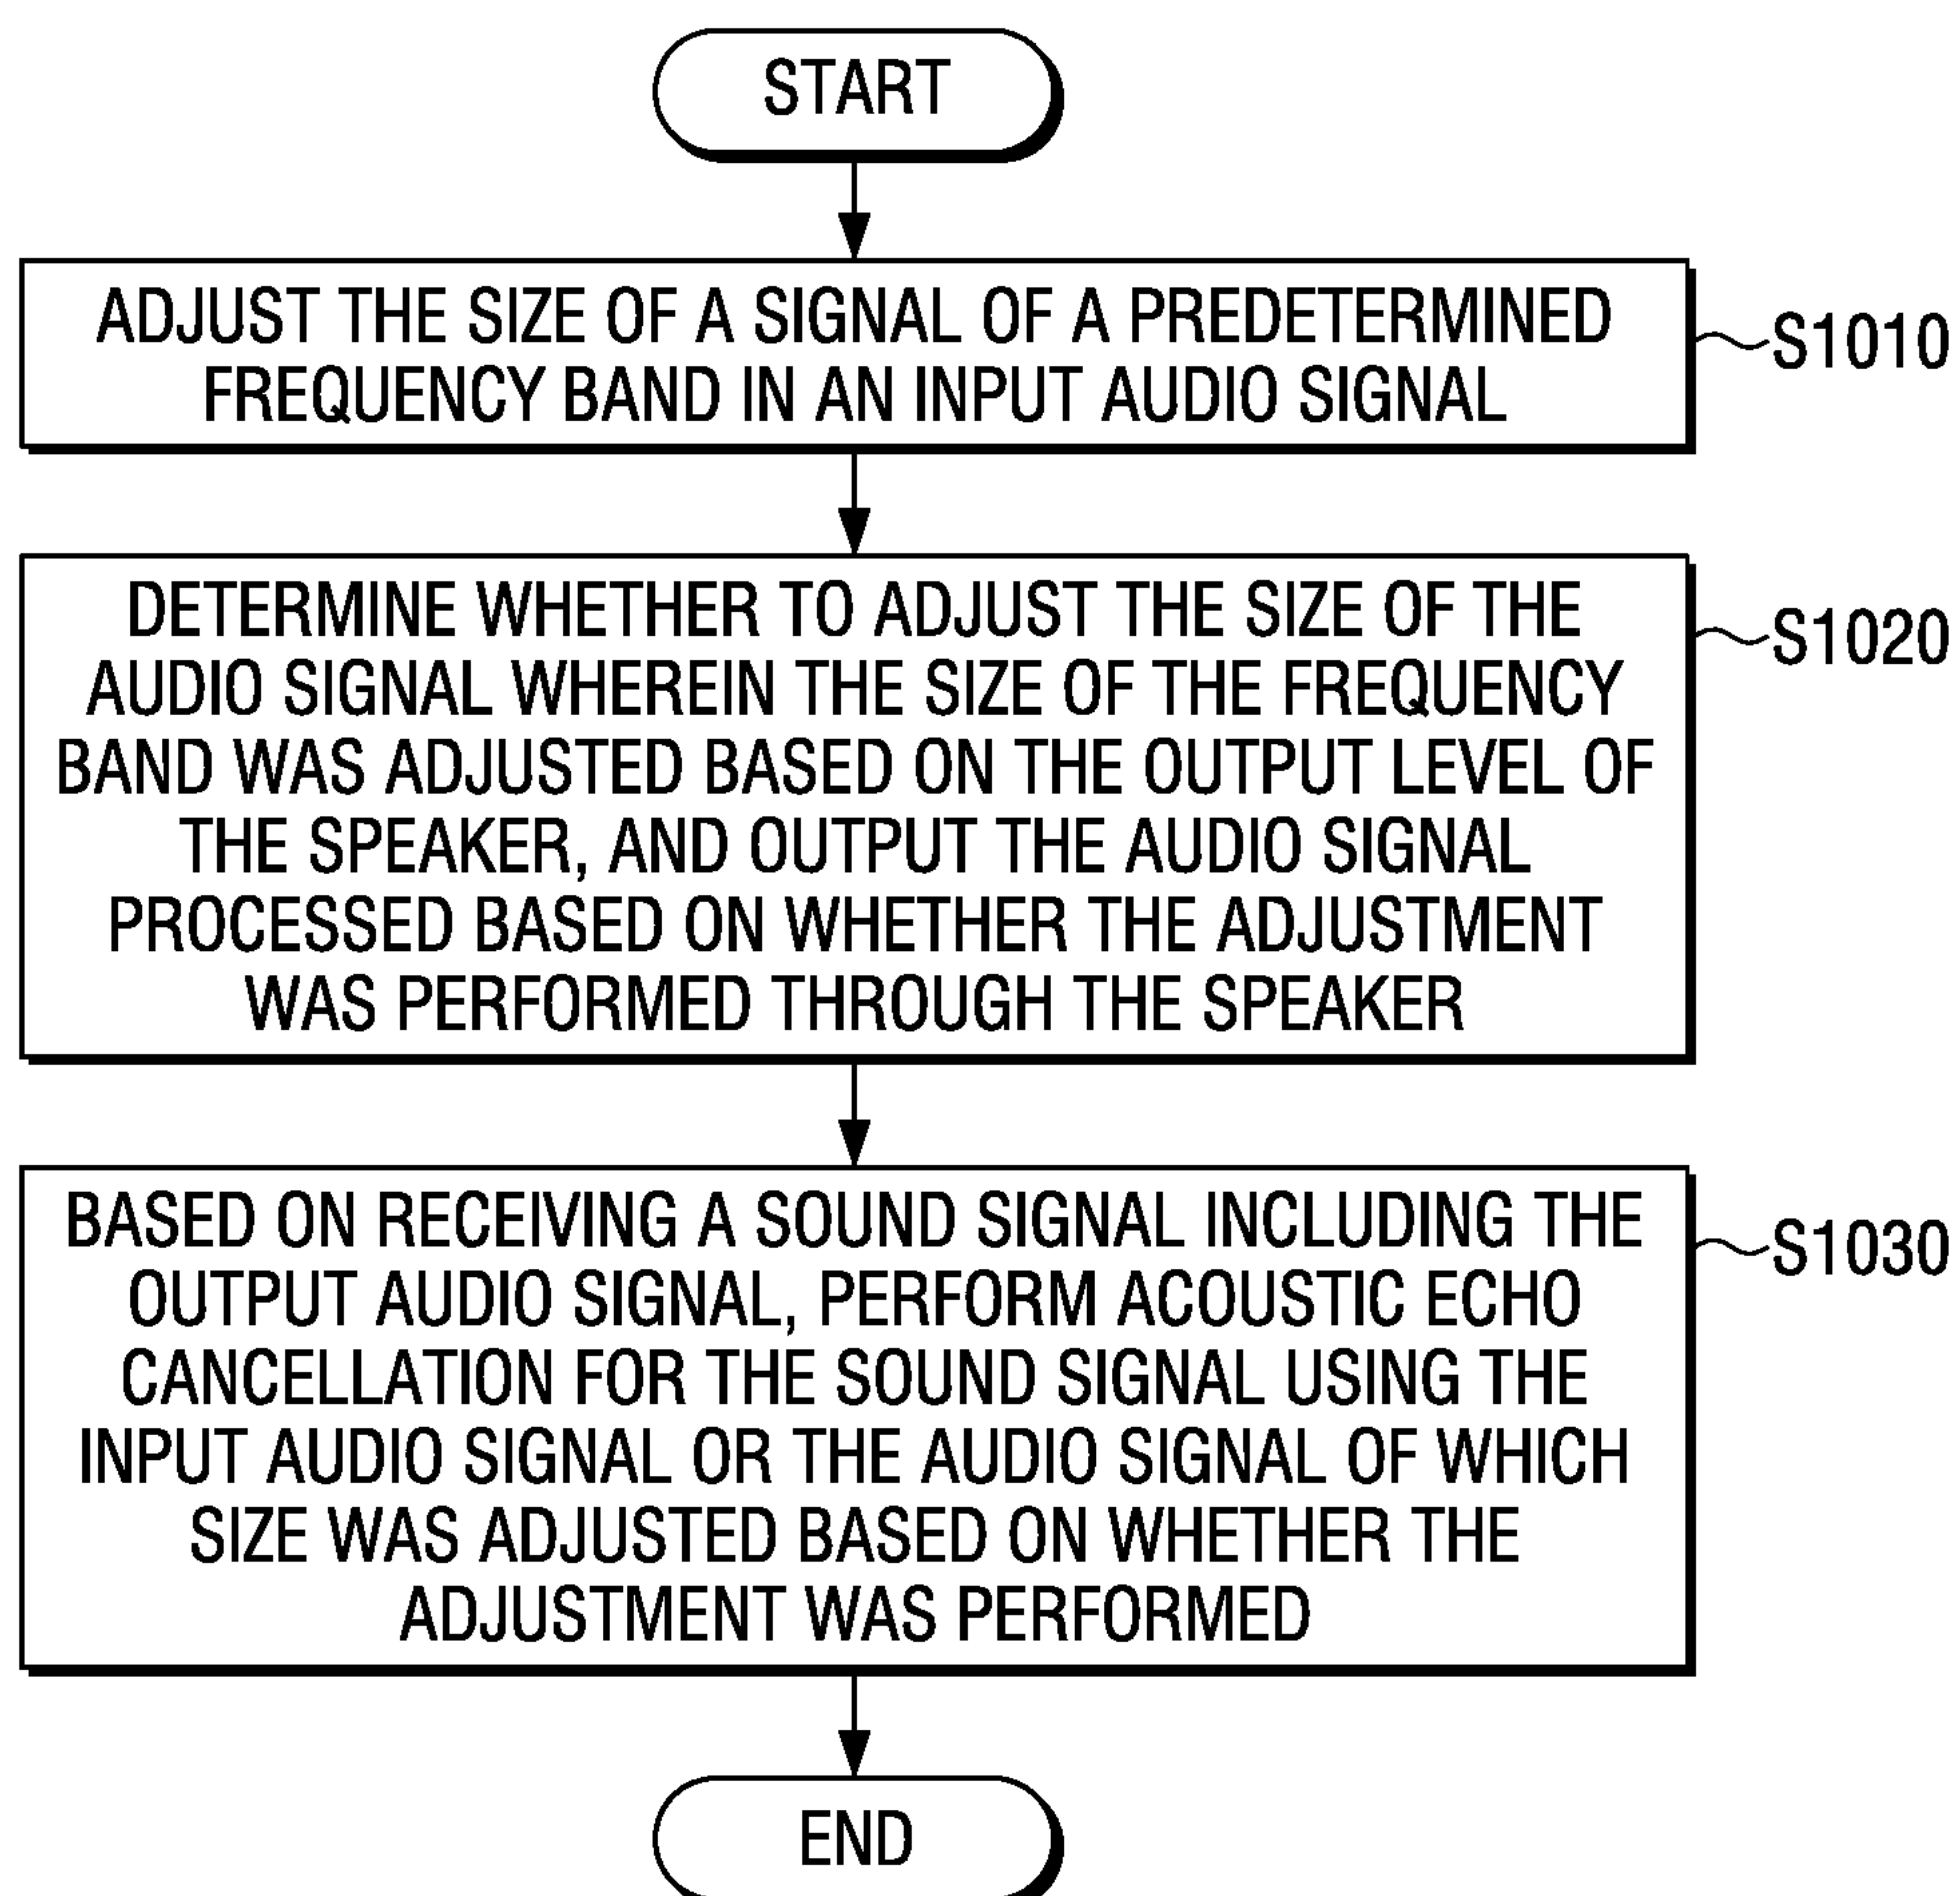 START
ADJUST THE SIZE OF A SIGNAL OF A PREDETERMINED
FREQUENCY BAND IN AN INPUT AUDIO SIGNAL
S1010
DETERMINE WHETHER TO ADJUST THE SIZE OF THE
AUDIO SIGNAL WHEREIN THE SIZE OF THE FREQUENCY
BAND WAS ADJUSTED BASED ON THE OUTPUT LEVEL OF
THE SPEAKER, AND OUTPUT THE AUDIO SIGNAL
PROCESSED BASED ON WHETHER THE ADJUSTMENT
WAS PERFORMED THROUGH THE SPEAKER
S1020
BASED ON RECEIVING A SOUND SIGNAL INCLUDING THE
OUTPUT AUDIO SIGNAL, PERFORM ACOUSTIC ECHO
CANCELLATION FOR THE SOUND SIGNAL USING THE
INPUT AUDIO SIGNAL OR THE AUDIO SIGNAL OF WHICH
SIZE WAS ADJUSTED BASED ON WHETHER THE
ADJUSTMENT WAS PERFORMED
S1030
END